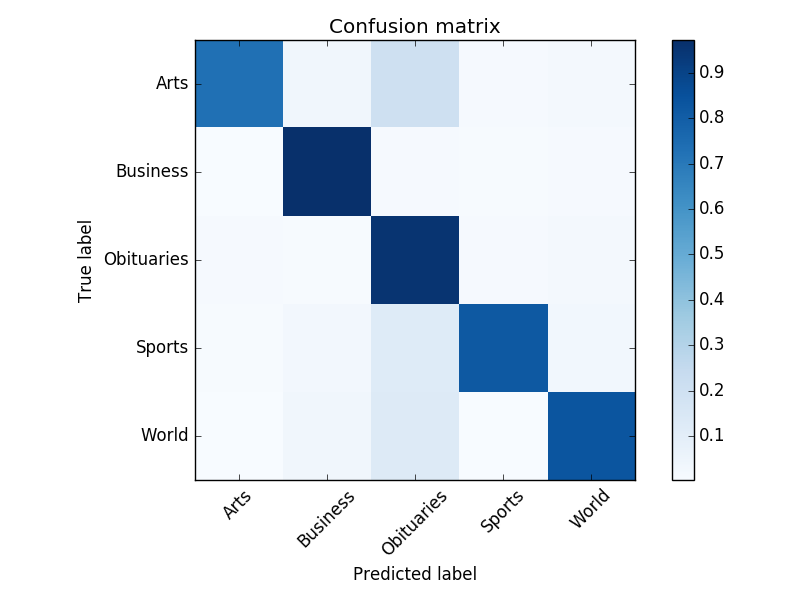 Confusion matrix
True label
Arts
Business
Obituaries
Sports
World
Arts
Business
Obituaries
Sports
World
Predicted label
0.9
0.8
0.7
0.6
0.5
0.4
0.3
0.2
0.1